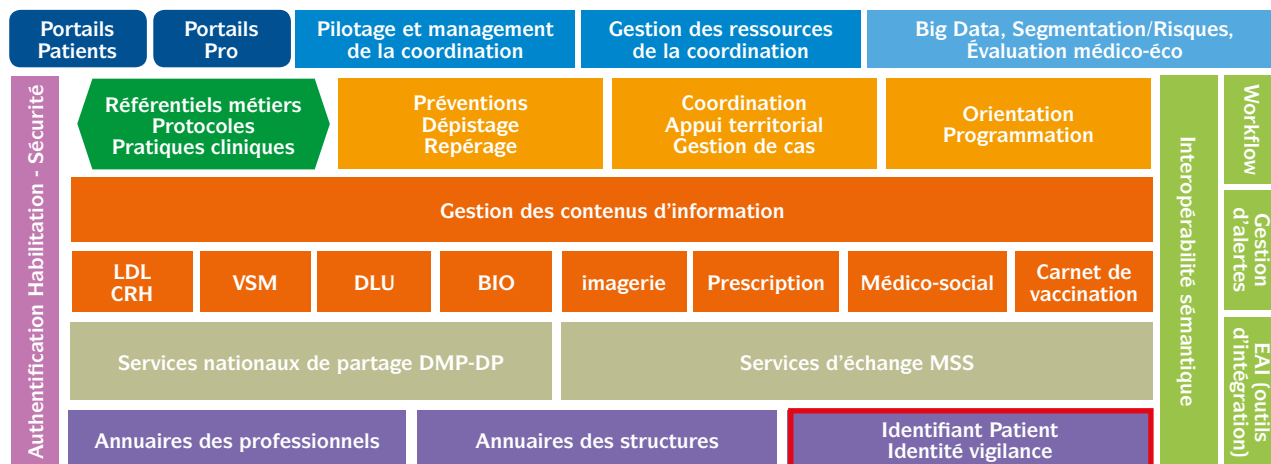 Portails
Patients
Portails
Pro
Pilotage et management
de la coordination
Gestion des ressources
de la coordination
Big Data, Segmentation/Risques,
Évaluation médico-éco
Authentification Habilitation - Sécurité
Référentiels métiers
Protocoles
Pratiques cliniques
Préventions
Dépistage
Repérage
Coordination
Appui territorial
Gestion de cas
Orientation
Programmation
Interopérabilité sémantique
Workflow
Gestion
d'alertes
EAI (outils
d'intégration)
Gestion des contenus d'information
LDL
CRH
VSM
DLU
BIO
imagerie
Prescription
Médico-social
Carnet de
vaccination
Services nationaux de partage DMP-DP
Services d'échange MSS
Annuaires des professionnels
Annuaires des structures
Identifiant Patient
Identité vigilance